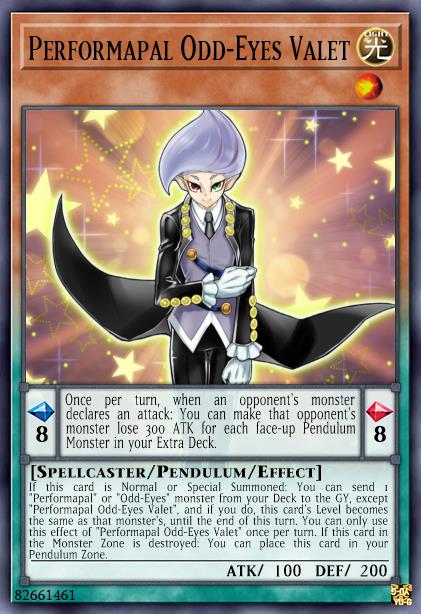 Performapal Odd-Eyes Valet
LIGHT
光
Once per turn, when an opponent's monster
declares an attack: You can make that opponent's
monster lose 300 ATK for each face-up Pendulum
Monster in your Extra Deck.
8
8
[Spellcaster/Pendulum/Effect]
If this card is Normal or Special Summoned: You can send 1
"Performapal" or "Odd-Eyes" monster from your Deck to the GY, except
"Performapal Odd-Eyes Valet", and if you do, this card's Level becomes
the same as that monster's, until the end of this turn. You can only use
this effect of "Performapal Odd-Eyes Valet" once per turn. If this card in
the Monster Zone is destroyed: You can place this card in your
Pendulum Zone.
ATK/ 100 DEF/ 200
82661461